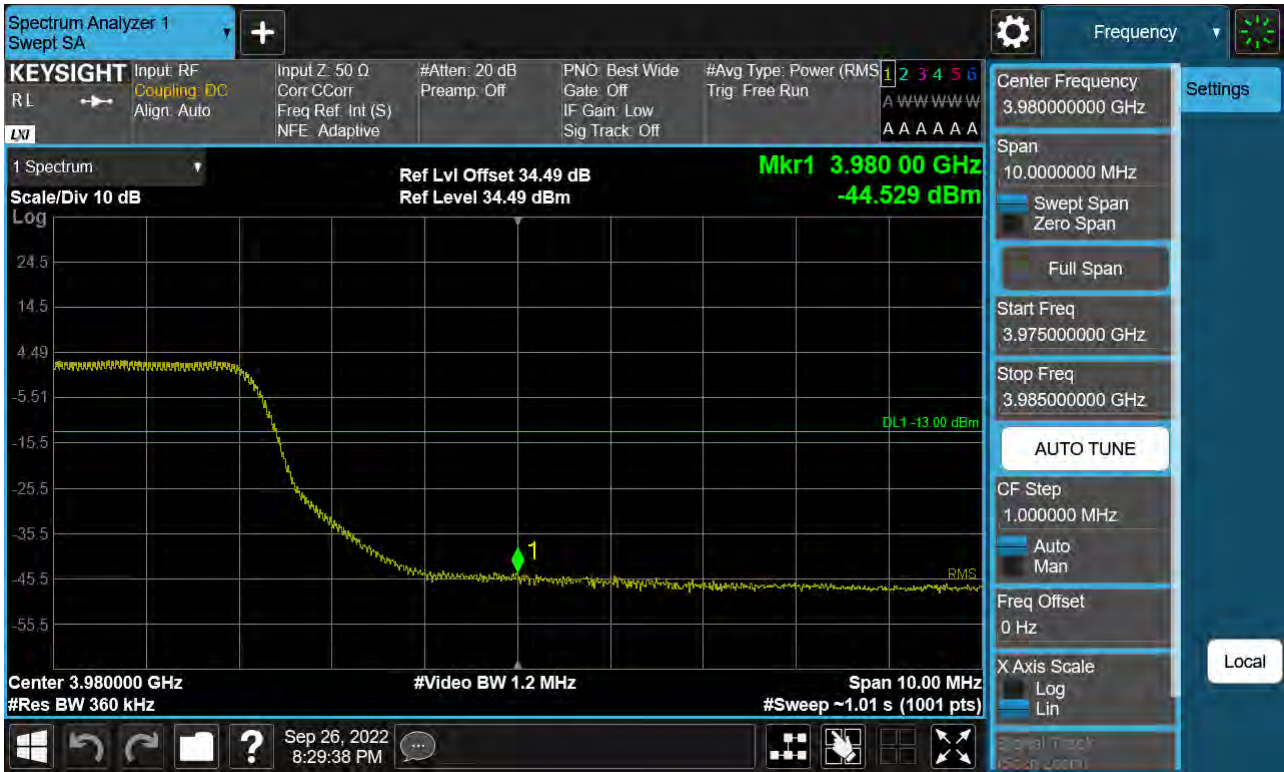 Spectrum Analyzer 1
Swept SA
Frequency
KEYSIGHT
RL
LXI
Input: RF
Coupling: DC
Align: Auto
Input Z: 50 Ω
Corr CCorr
Freq Ref: Int (S)
NFE: Adaptive
#Atten: 20 dB
Preamp: Off
PNO: Best Wide
Gate: Off
IF Gain: Low
Sig Track: Off
#Avg Type: Power (RMS
Trig: Free Run
1 2 3 4 5 6
A W W W W W
A A A A A A
1 Spectrum
Scale/Div 10 dB
Log
Ref Lvl Offset 34.49 dB
Ref Level 34.49 dBm
Mkr1 3.980 00 GHz
-44.529 dBm
24.5
14.5
4.49
-5.51
-15.5
-25.5
-35.5
-45.5
-55.5
DL1 -13.00 dBm
1
RMS
Center 3.980000 GHz
#Res BW 360 kHz
#Video BW 1.2 MHz
Span 10.00 MHz
#Sweep ~1.01 s (1001 pts)
Center Frequency
3.980000000 GHz
Settings
Span
10.0000000 MHz
Swept Span
Zero Span
Full Span
Start Freq
3.975000000 GHz
Stop Freq
3.985000000 GHz
AUTO TUNE
CF Step
1.000000 MHz
Auto
Man
Freq Offset
0 Hz
X Axis Scale
Log
Lin
Local
Signal Track
(Span Zoom)
?
Sep 26, 2022
8:29:38 PM